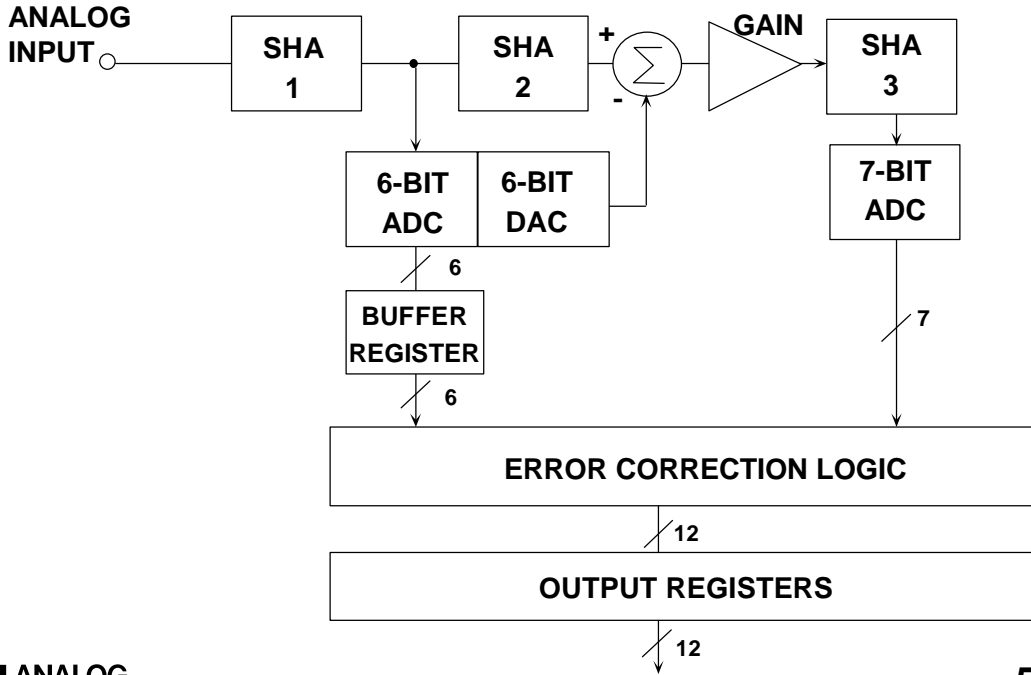 ANALOG
INPUT
SHA
1
SHA
2
+
-
Σ
GAIN
SHA
3
6-BIT
ADC
6-BIT
DAC
7-BIT
ADC
6
BUFFER
REGISTER
6
7
ERROR CORRECTION LOGIC
12
OUTPUT REGISTERS
12
ANALOG